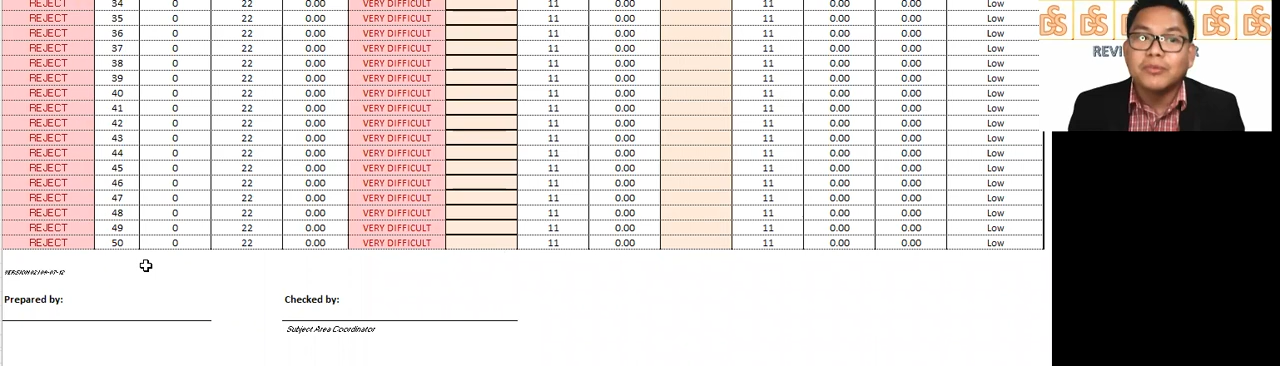 REJECT 34 0 22 0.00 VERY DIFFICULT 11 0.00 11 0.00 0.00 Low
REJECT 35 0 22 0.00 VERY DIFFICULT 11 0.00 11 0.00 0.00 Low
REJECT 36 0 22 0.00 VERY DIFFICULT 11 0.00 11 0.00 0.00 Low
REJECT 37 0 22 0.00 VERY DIFFICULT 11 0.00 11 0.00 0.00 Low
REJECT 38 0 22 0.00 VERY DIFFICULT 11 0.00 11 0.00 0.00 Low
REJECT 39 0 22 0.00 VERY DIFFICULT 11 0.00 11 0.00 0.00 Low
REJECT 40 0 22 0.00 VERY DIFFICULT 11 0.00 11 0.00 0.00 Low
REJECT 41 0 22 0.00 VERY DIFFICULT 11 0.00 11 0.00 0.00 Low
REJECT 42 0 22 0.00 VERY DIFFICULT 11 0.00 11 0.00 0.00 Low
REJECT 43 0 22 0.00 VERY DIFFICULT 11 0.00 11 0.00 0.00 Low
REJECT 44 0 22 0.00 VERY DIFFICULT 11 0.00 11 0.00 0.00 Low
REJECT 45 0 22 0.00 VERY DIFFICULT 11 0.00 11 0.00 0.00 Low
REJECT 46 0 22 0.00 VERY DIFFICULT 11 0.00 11 0.00 0.00 Low
REJECT 47 0 22 0.00 VERY DIFFICULT 11 0.00 11 0.00 0.00 Low
REJECT 48 0 22 0.00 VERY DIFFICULT 11 0.00 11 0.00 0.00 Low
REJECT 49 0 22 0.00 VERY DIFFICULT 11 0.00 11 0.00 0.00 Low
REJECT 50 0 22 0.00 VERY DIFFICULT 11 0.00 11 0.00 0.00 Low
Prepared by: Checked by:
Subject Area Coordinator